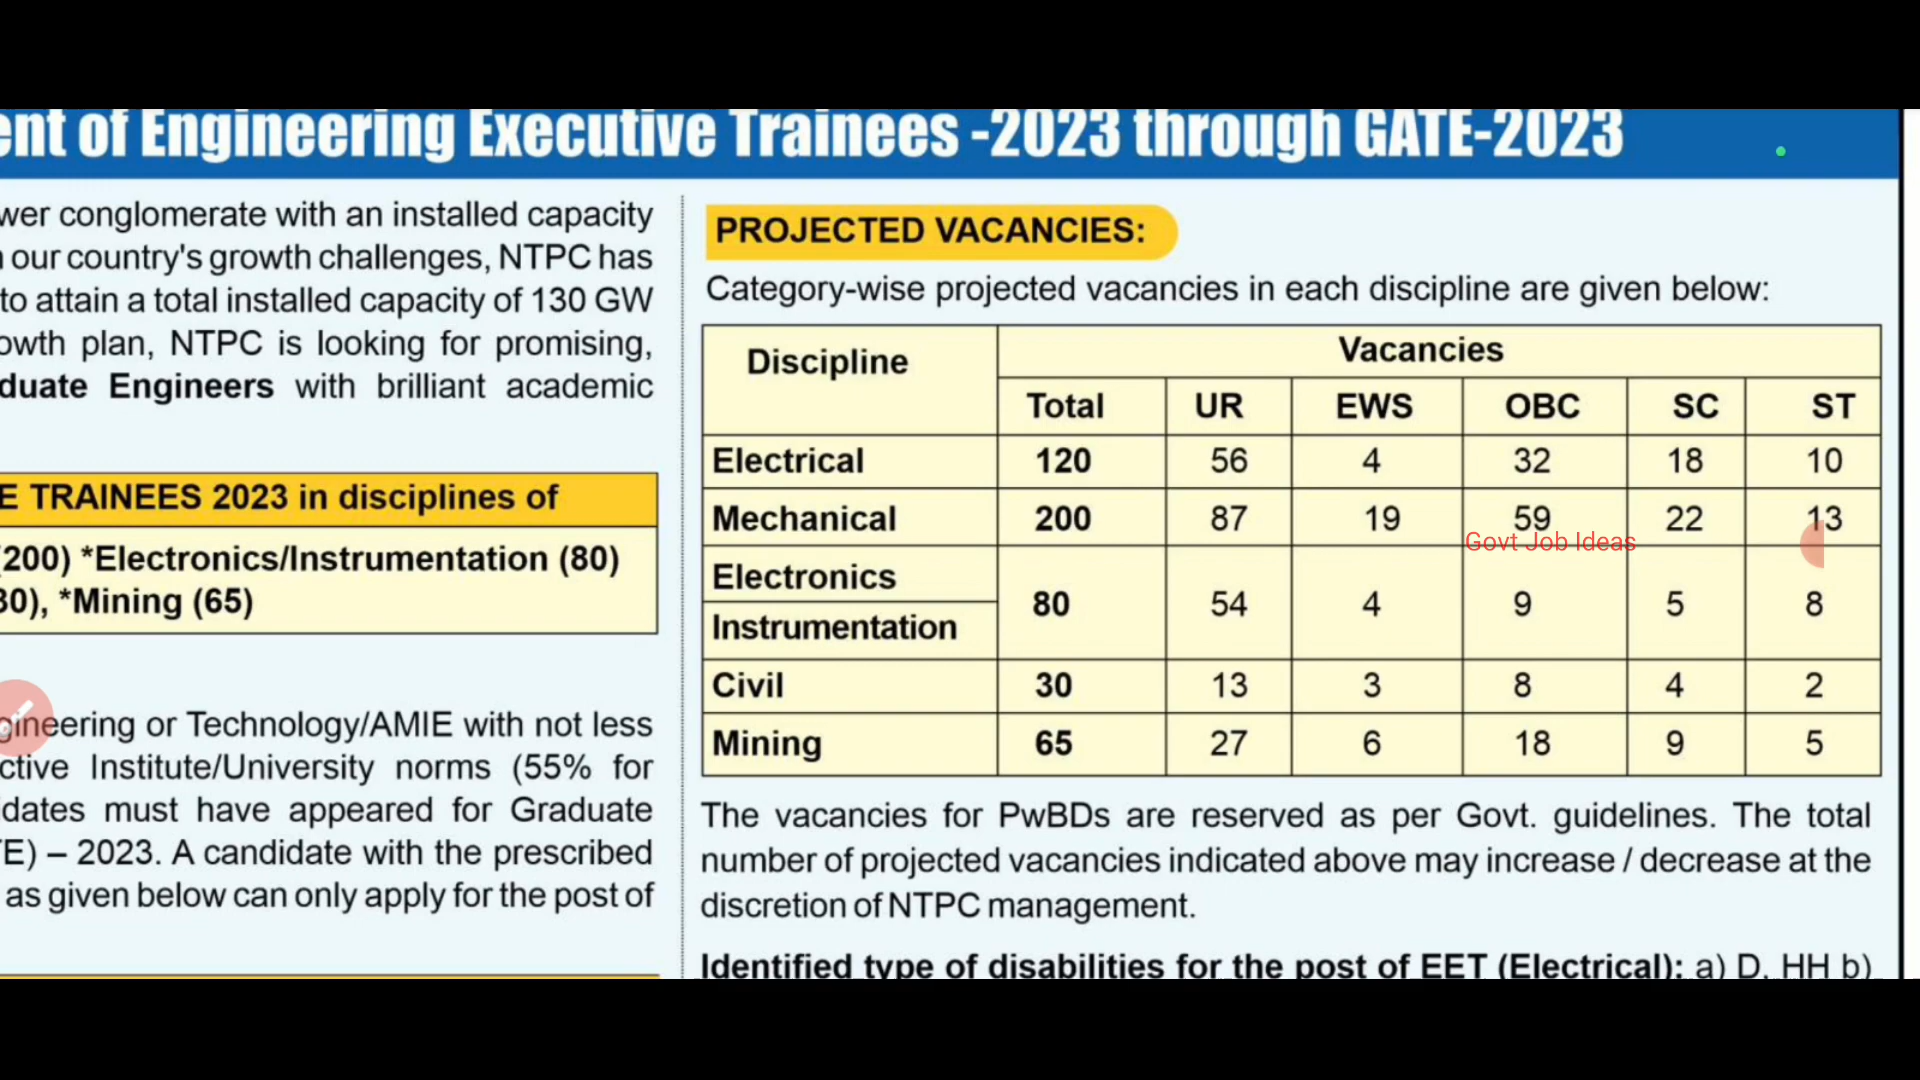 ent of Engineering Executive Trainees -2023 through GATE-2023
wer conglomerate with an installed capacity
our country's growth challenges, NTPC has
to attain a total installed capacity of 130 GW
owth plan, NTPC is looking for promising,
duate Engineers with brilliant academic
E TRAINEES 2023 in disciplines of
(200) *Electronics/Instrumentation (80)
30), *Mining (65)
gineering or Technology/AMIE with not less
ctive Institute/University norms (55% for
idates must have appeared for Graduate
TE) – 2023. A candidate with the prescribed
as given below can only apply for the post of
PROJECTED VACANCIES:
Category-wise projected vacancies in each discipline are given below:
Discipline Vacancies
Total UR EWS OBC SC ST
Electrical 120 56 4 32 18 10
Mechanical 200 87 19 59 22 13
Govt Job Ideas
Electronics
80 54 4 9 5 8
Instrumentation
Civil 30 13 3 8 4 2
Mining 65 27 6 18 9 5
The vacancies for PwBDs are reserved as per Govt. guidelines. The total
number of projected vacancies indicated above may increase / decrease at the
discretion of NTPC management.
Identified type of disabilities for the post of EET (Electrical): a) D, HH b)